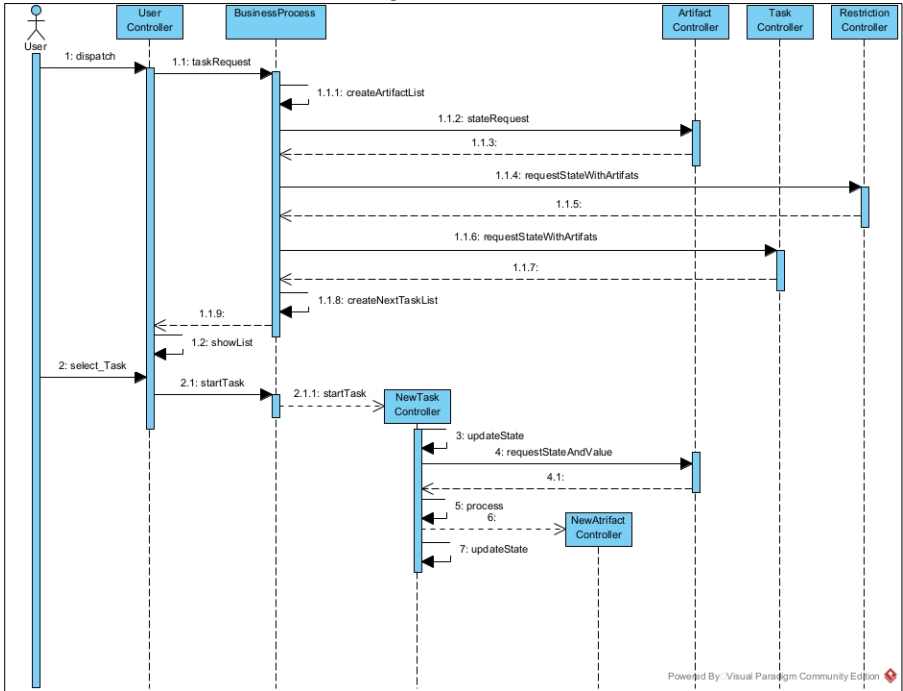 User
Controller
BusinessProcess
Artifact
Controller
Task
Controller
Restriction
Controller
User
1: dispatch
1.1: taskRequest
1.1.1: createArtifactList
1.1.2: stateRequest
1.1.3:
1.1.4: requestStateWithArtifats
1.1.5:
1.1.6: requestStateWithArtifats
1.1.7:
1.1.8: createNextTaskList
1.1.9:
1.2: showList
2: select_Task
2.1: startTask
2.1.1: startTask
NewTask
Controller
3: updateState
4: requestStateAndValue
4.1:
5: process
6:
NewAtrifact
Controller
7: updateState
Powered By Visual Paradigm Community Edition